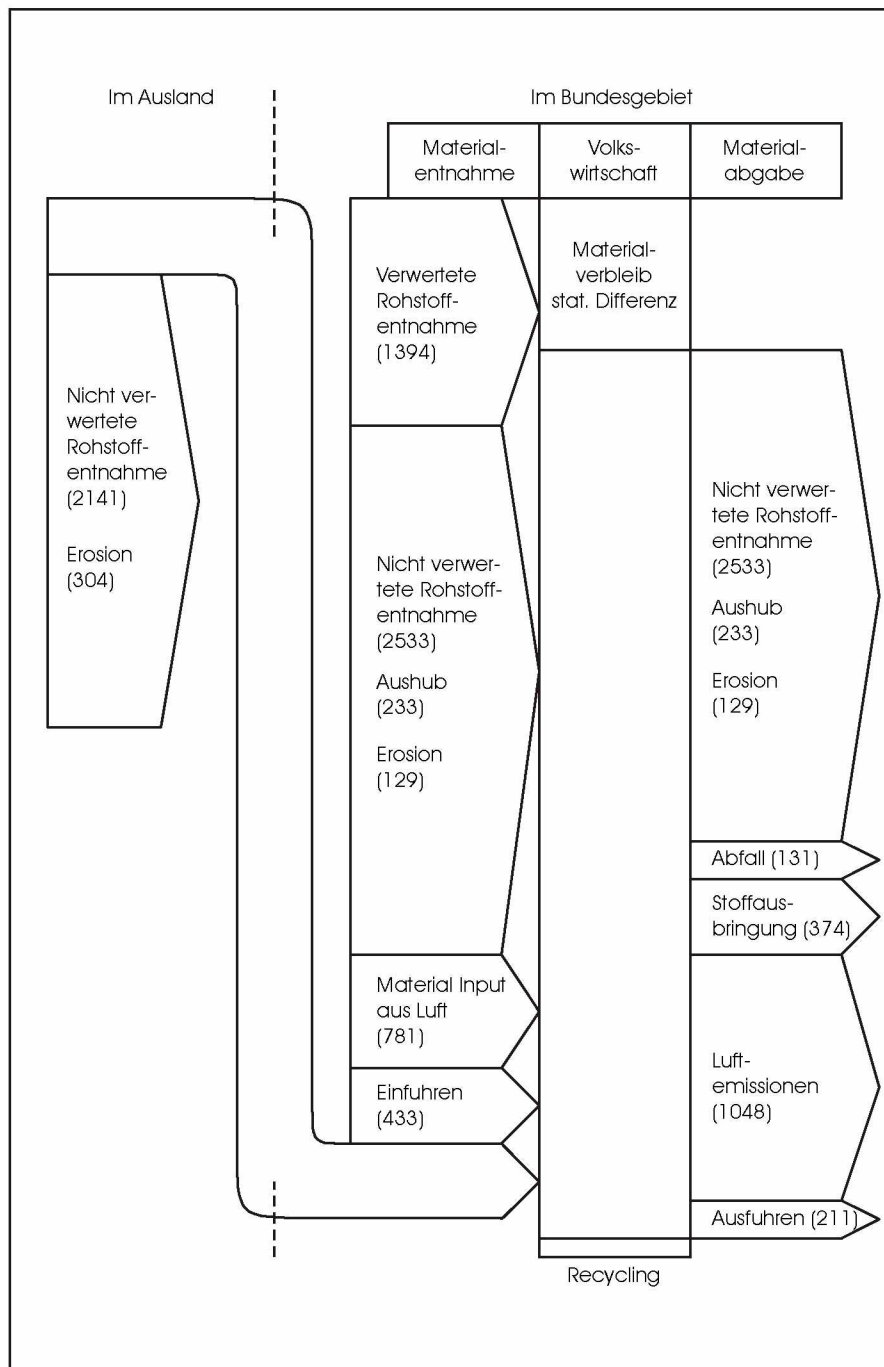 Im Ausland
Im Bundesgebiet
Material-
entnahme
Volks-
wirtschaft
Material-
abgabe
Nicht ver-
wertete
Rohstoff-
entnahme
(2141)
Erosion
(304)
Verwertete
Rohstoff-
entnahme
(1394)
Nicht verwer-
tete Rohstoff-
entnahme
(2533)
Aushub
(233)
Erosion
(129)
Material Input
aus Luft
(781)
Einfuhren
(433)
Material-
verbleib
stat. Differenz
Nicht verwer-
tete Rohstoff-
entnahme
(2533)
Aushub
(233)
Erosion
(129)
Abfall (131)
Stoffaus-
bringung (374)
Luft-
emissionen
(1048)
Ausfuhren (211)
Recycling